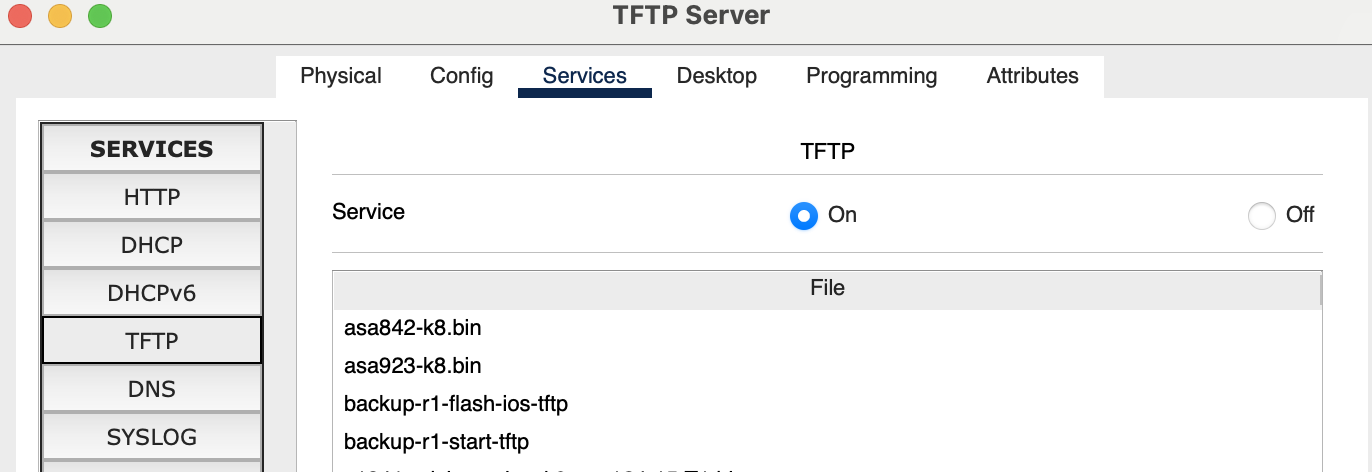 TFTP Server
Physical Config Services Desktop Programming Attributes
SERVICES
HTTP
DHCP
DHCPv6
TFTP
DNS
SYSLOG
TFTP
Service On Off
File
asa842-k8.bin
asa923-k8.bin
backup-r1-flash-ios-tftp
backup-r1-start-tftp